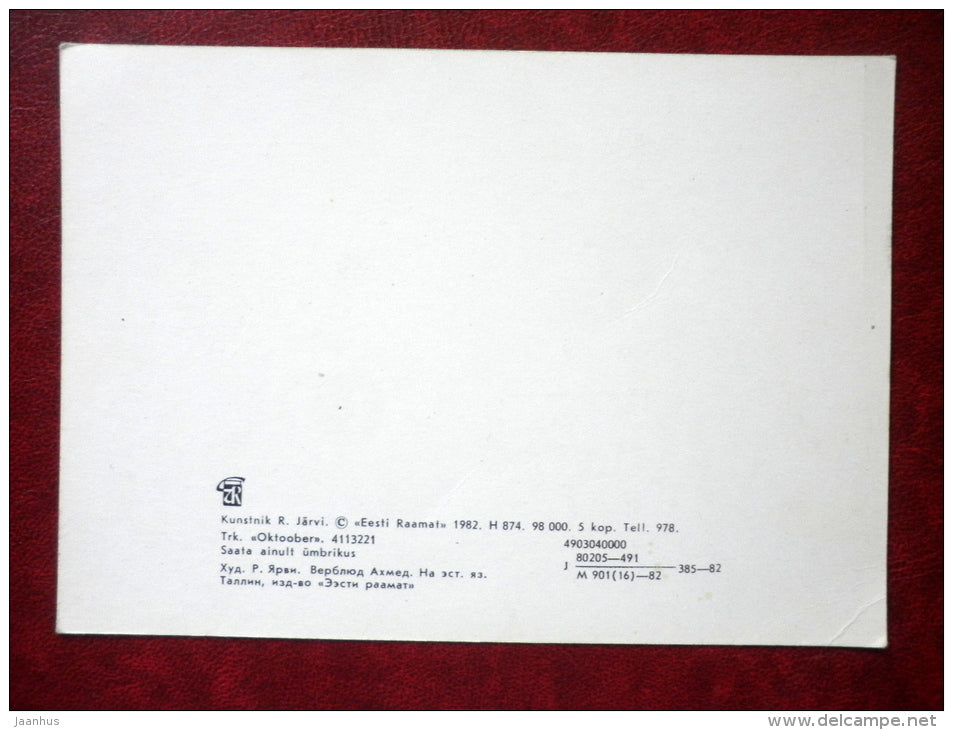 Kunstnik R. Järvi. © «Eesti Raamat» 1982. H 874. 98 000. 5 kop. Tell. 978.
Trk. «Oktoober». 4113221
Saata ainult ümbrikus
Худ. Р. Ярви. Верблюд Ахмед. На эст. яз.
Таллин, изд-во «Ээсти раамат»
4903040000
J 80205—491 385—82
M 901(16)—82
jaanhus
www.delcampe.net